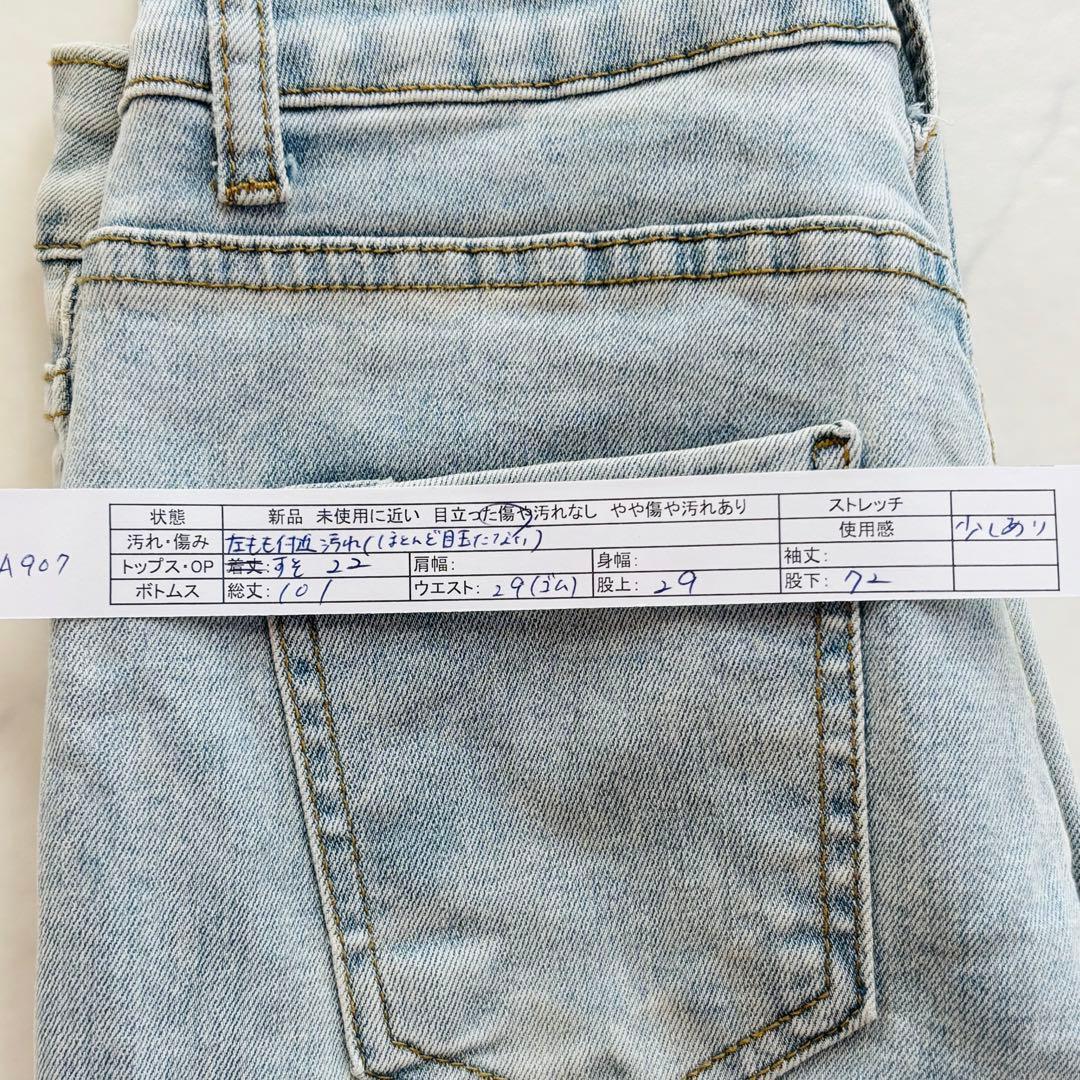 状態 新品 未使用に近い 目立った傷や汚れなし やや傷や汚れあり ストレッチ
汚れ・傷み 左もも付近汚れ(ほとんど目立たない) 使用感 少しあり
A907
トップス・OP 着丈: すそ 22 肩幅: 身幅: 袖丈:
ボトムス 総丈: 101 ウエスト: 29(ゴム) 股上: 29 股下: 72